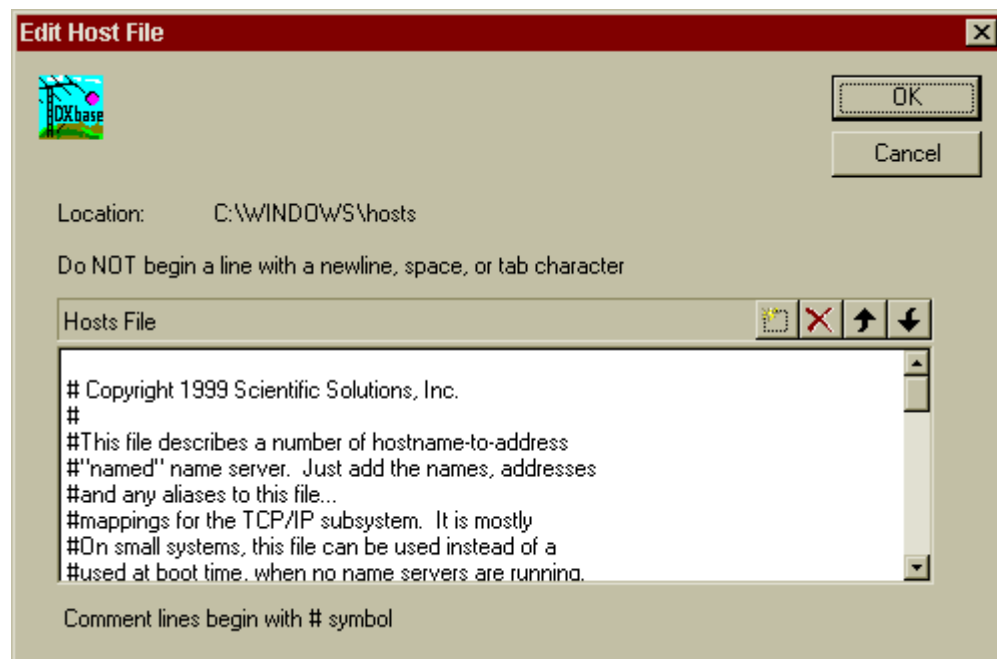 Edit Host File
DXbase
OK
Cancel
Location: C:\WINDOWS\hosts
Do NOT begin a line with a newline, space, or tab character
Hosts File
# Copyright 1999 Scientific Solutions, Inc.
#
#This file describes a number of hostname-to-address
#"named" name server.  Just add the names, addresses
#and any aliases to this file...
#mappings for the TCP/IP subsystem.  It is mostly
#On small systems, this file can be used instead of a
#used at boot time, when no name servers are running.
Comment lines begin with # symbol